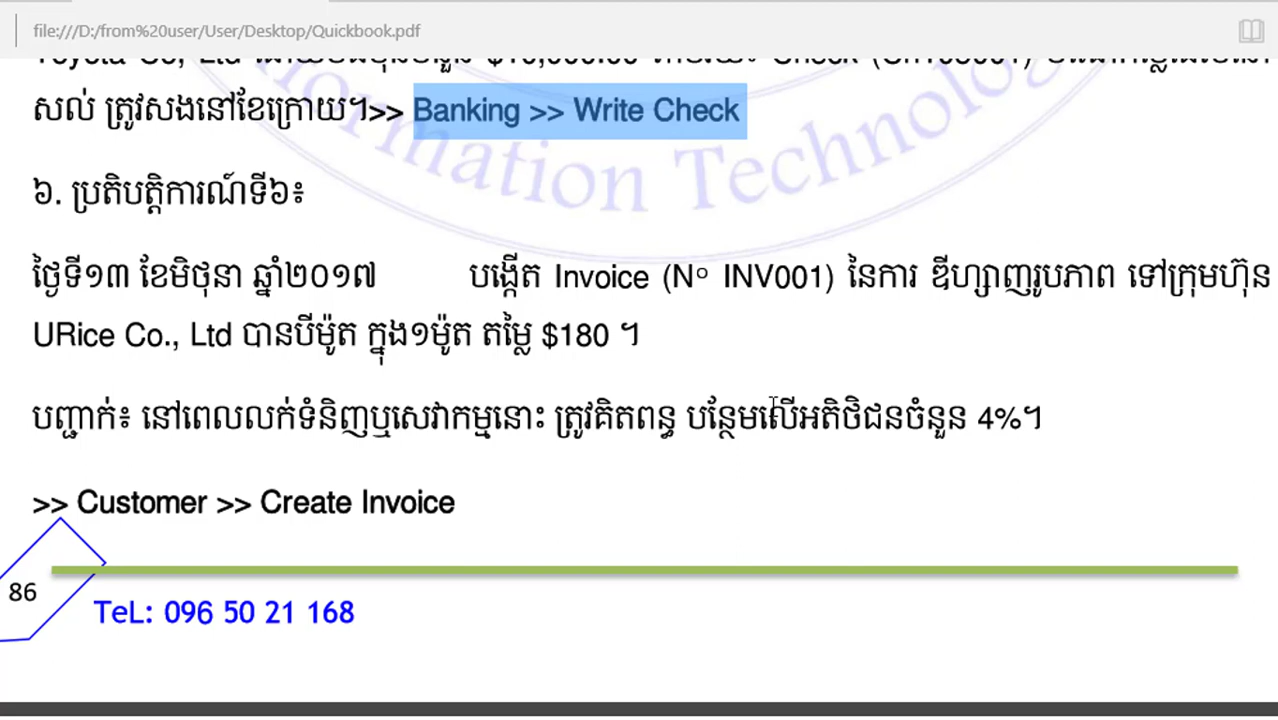 file:///D:/from%20user/User/Desktop/Quickbook.pdf
សល់ ត្រូវសងនៅខែក្រោយ។>> Banking >> Write Check
៦. ប្រតិបត្តិការណ៍ទី៦៖
ថ្ងៃទី១៣ ខែមិថុនា ឆ្នាំ២០១៧ បង្កើត Invoice (Nº INV001) នៃការ ឌីហ្សាញរូបភាព ទៅក្រុមហ៊ុន
URice Co., Ltd បានបីម៉ូត ក្នុង១ម៉ូត តម្លៃ $180 ។
បញ្ជាក់៖ នៅពេលលក់ទំនិញឬសេវាកម្មនោះ ត្រូវគិតពន្ធ បន្ថែមលើអតិថិជនចំនួន 4%។
>> Customer >> Create Invoice
86
TeL: 096 50 21 168
ormation Technolog